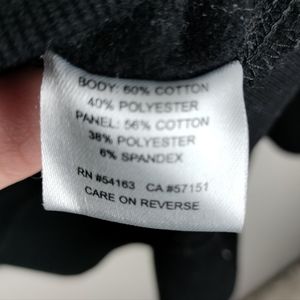 BODY: 60% COTTON
40% POLYESTER
PANEL: 56% COTTON
38% POLYESTER
6% SPANDEX
RN #54163 CA #57151
CARE ON REVERSE